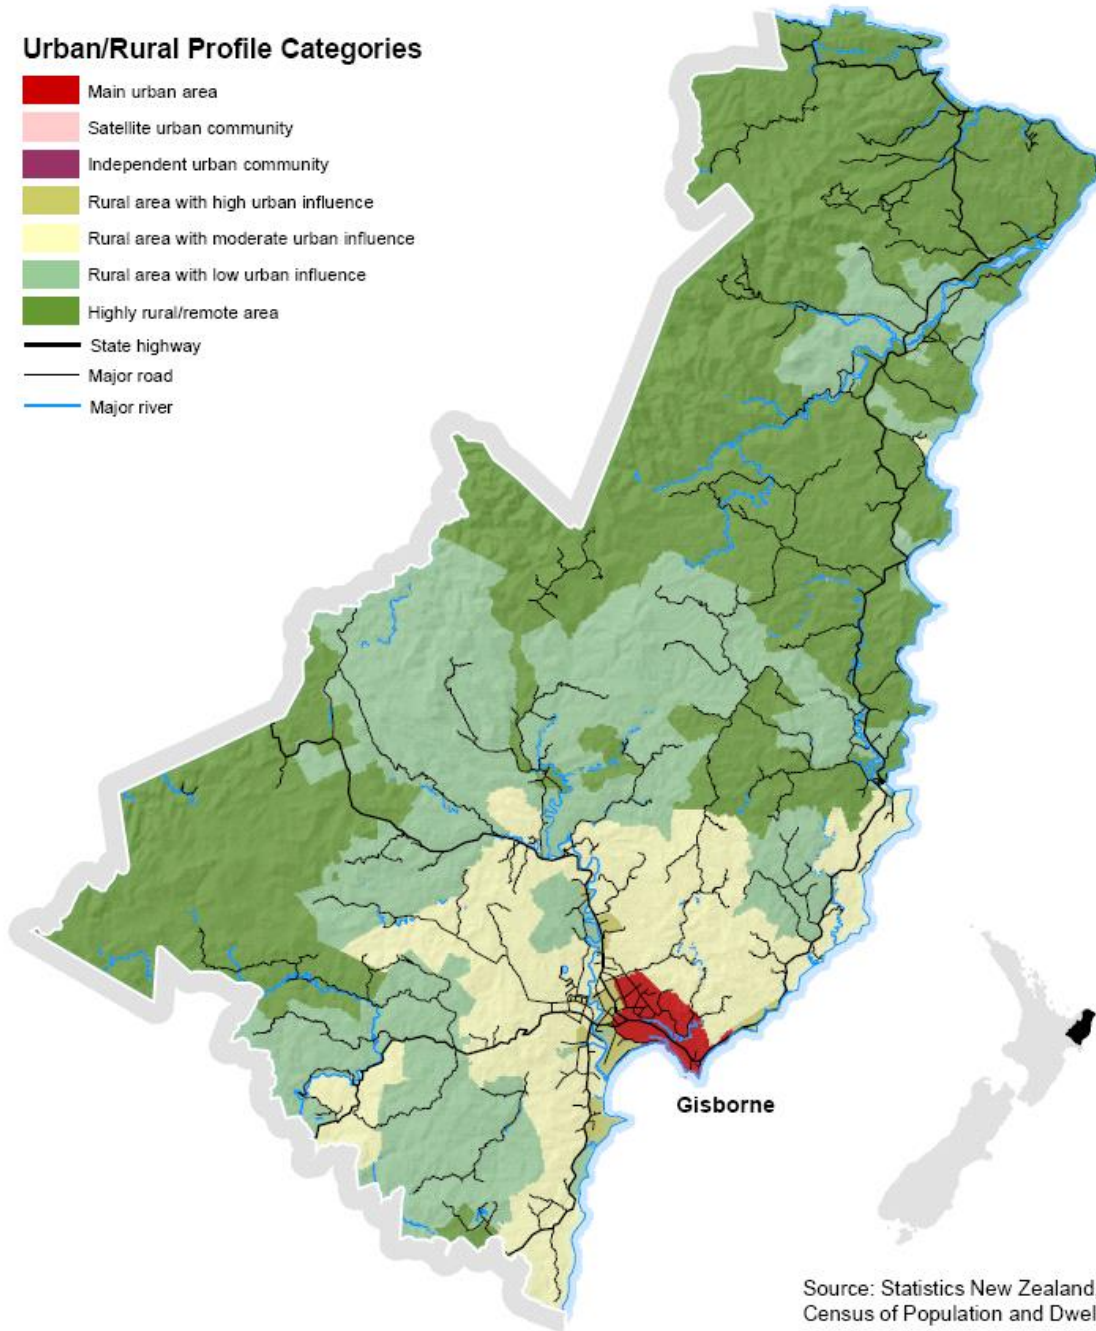 Urban/Rural Profile Categories
Main urban area
Satellite urban community
Independent urban community
Rural area with high urban influence
Rural area with moderate urban influence
Rural area with low urban influence
Highly rural/remote area
State highway
Major road
Major river
Gisborne
Source: Statistics New Zealand,
Census of Population and Dwel